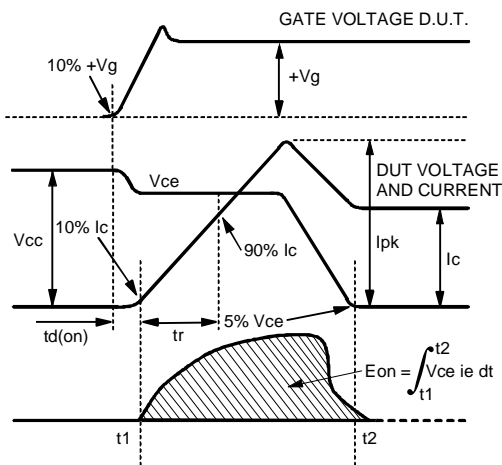 GATE VOLTAGE D.U.T.
10% +Vg
+Vg
Vce
DUT VOLTAGE
AND CURRENT
Vcc
10% Ic
90% Ic
Ipk
Ic
td(on)
tr
5% Vce
Eon = ∫ Vce ie dt
t2
t1
t1
t2